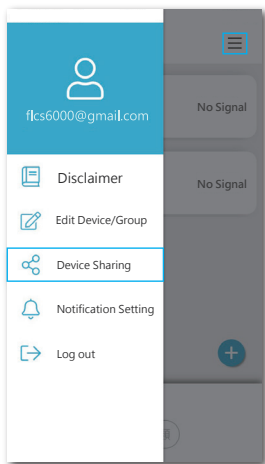 flcs6000@gmail.com
No Signal
Disclaimer
No Signal
Edit Device/Group
Device Sharing
Notification Setting
Log out